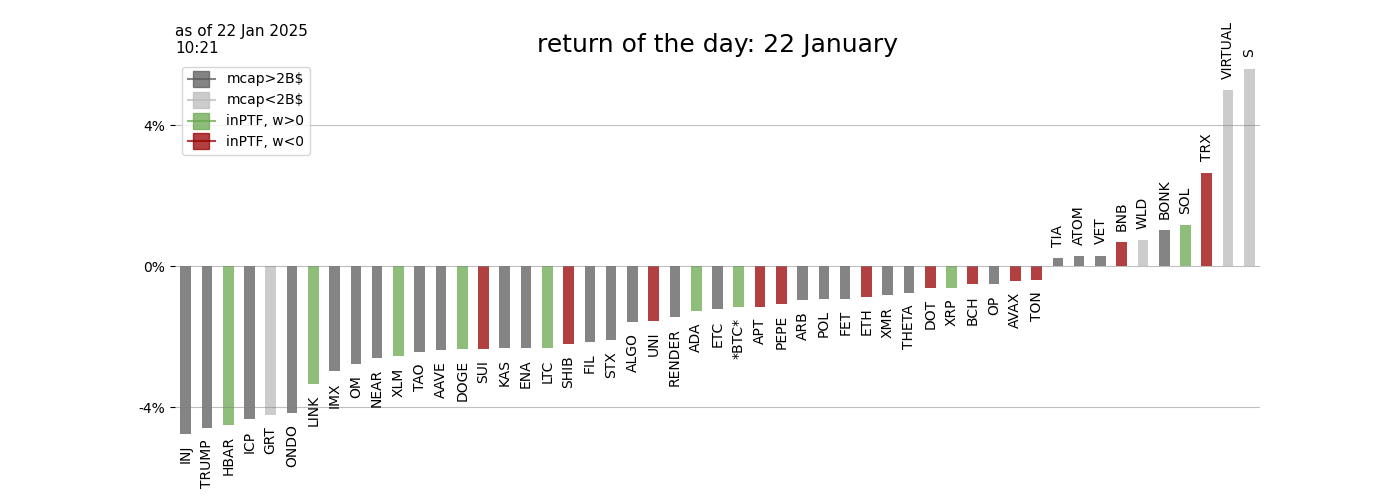 as of 22 Jan 2025
10:21
return of the day: 22 January
mcap>2B$
mcap<2B$
inPTF, w>0
inPTF, w<0
4%
0%
-4%
INJ
TRUMP
HBAR
ICP
GRT
ONDO
LINK
IMX
OM
NEAR
XLM
TAO
AAVE
DOGE
SUI
KAS
ENA
LTC
SHIB
FIL
STX
ALGO
UNI
RENDER
ADA
ETC
*BTC*
APT
PEPE
ARB
POL
FET
ETH
XMR
THETA
DOT
XRP
BCH
OP
AVAX
TON
TIA
ATOM
VET
BNB
WLD
BONK
SOL
TRX
VIRTUAL
S